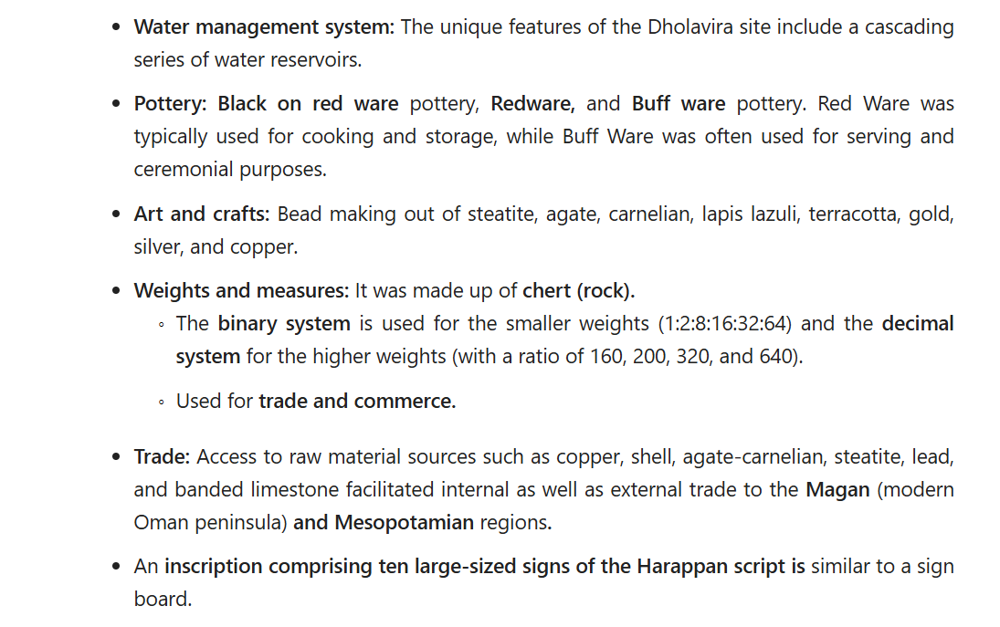 Water management system: The unique features of the Dholavira site include a cascading
series of water reservoirs.
Pottery: Black on red ware pottery, Redware, and Buff ware pottery. Red Ware was
typically used for cooking and storage, while Buff Ware was often used for serving and
ceremonial purposes.
Art and crafts: Bead making out of steatite, agate, carnelian, lapis lazuli, terracotta, gold,
silver, and copper.
Weights and measures: It was made up of chert (rock).
The binary system is used for the smaller weights (1:2:8:16:32:64) and the decimal
system for the higher weights (with a ratio of 160, 200, 320, and 640).
Used for trade and commerce.
Trade: Access to raw material sources such as copper, shell, agate-carnelian, steatite, lead,
and banded limestone facilitated internal as well as external trade to the Magan (modern
Oman peninsula) and Mesopotamian regions.
An inscription comprising ten large-sized signs of the Harappan script is similar to a sign
board.